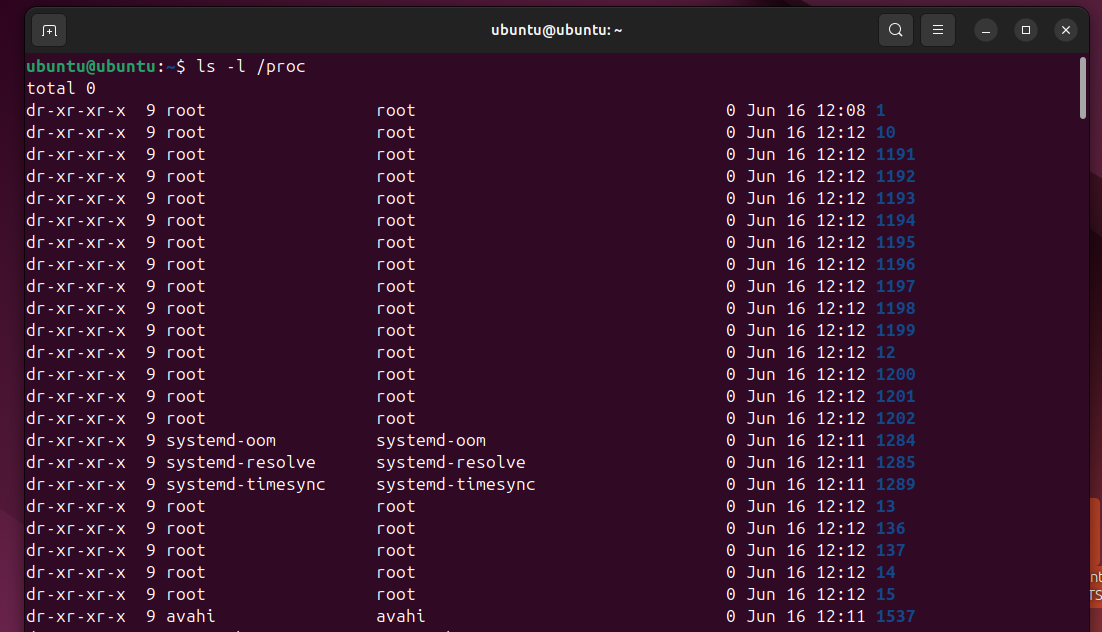 ubuntu@ubuntu: ~
ubuntu@ubuntu:~$ ls -l /proc
total 0
dr-xr-xr-x  9 root                 root                               0 Jun 16 12:08 1
dr-xr-xr-x  9 root                 root                               0 Jun 16 12:12 10
dr-xr-xr-x  9 root                 root                               0 Jun 16 12:12 1191
dr-xr-xr-x  9 root                 root                               0 Jun 16 12:12 1192
dr-xr-xr-x  9 root                 root                               0 Jun 16 12:12 1193
dr-xr-xr-x  9 root                 root                               0 Jun 16 12:12 1194
dr-xr-xr-x  9 root                 root                               0 Jun 16 12:12 1195
dr-xr-xr-x  9 root                 root                               0 Jun 16 12:12 1196
dr-xr-xr-x  9 root                 root                               0 Jun 16 12:12 1197
dr-xr-xr-x  9 root                 root                               0 Jun 16 12:12 1198
dr-xr-xr-x  9 root                 root                               0 Jun 16 12:12 1199
dr-xr-xr-x  9 root                 root                               0 Jun 16 12:12 12
dr-xr-xr-x  9 root                 root                               0 Jun 16 12:12 1200
dr-xr-xr-x  9 root                 root                               0 Jun 16 12:12 1201
dr-xr-xr-x  9 root                 root                               0 Jun 16 12:12 1202
dr-xr-xr-x  9 systemd-oom          systemd-oom                        0 Jun 16 12:11 1284
dr-xr-xr-x  9 systemd-resolve      systemd-resolve                    0 Jun 16 12:11 1285
dr-xr-xr-x  9 systemd-timesync     systemd-timesync                   0 Jun 16 12:11 1289
dr-xr-xr-x  9 root                 root                               0 Jun 16 12:12 13
dr-xr-xr-x  9 root                 root                               0 Jun 16 12:12 136
dr-xr-xr-x  9 root                 root                               0 Jun 16 12:12 137
dr-xr-xr-x  9 root                 root                               0 Jun 16 12:12 14
dr-xr-xr-x  9 root                 root                               0 Jun 16 12:12 15
dr-xr-xr-x  9 avahi                avahi                              0 Jun 16 12:11 1537